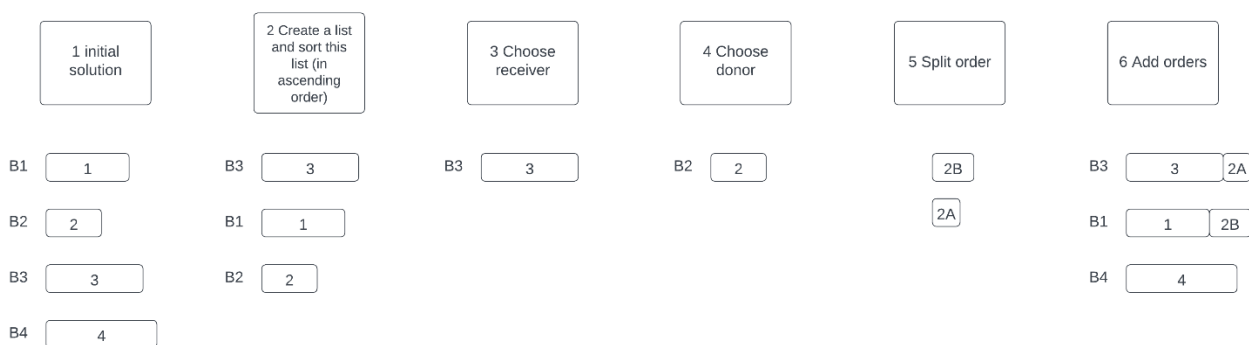 1 initial
solution
2 Create a list
and sort this
list (in
ascending
order)
3 Choose
receiver
4 Choose
donor
5 Split order
6 Add orders
B1 1
B3 3
B3 3
B2 2
2B
B3 3 2A
B2 2
B1 1
2A
B1 1 2B
B3 3
B2 2
B4 4
B4 4